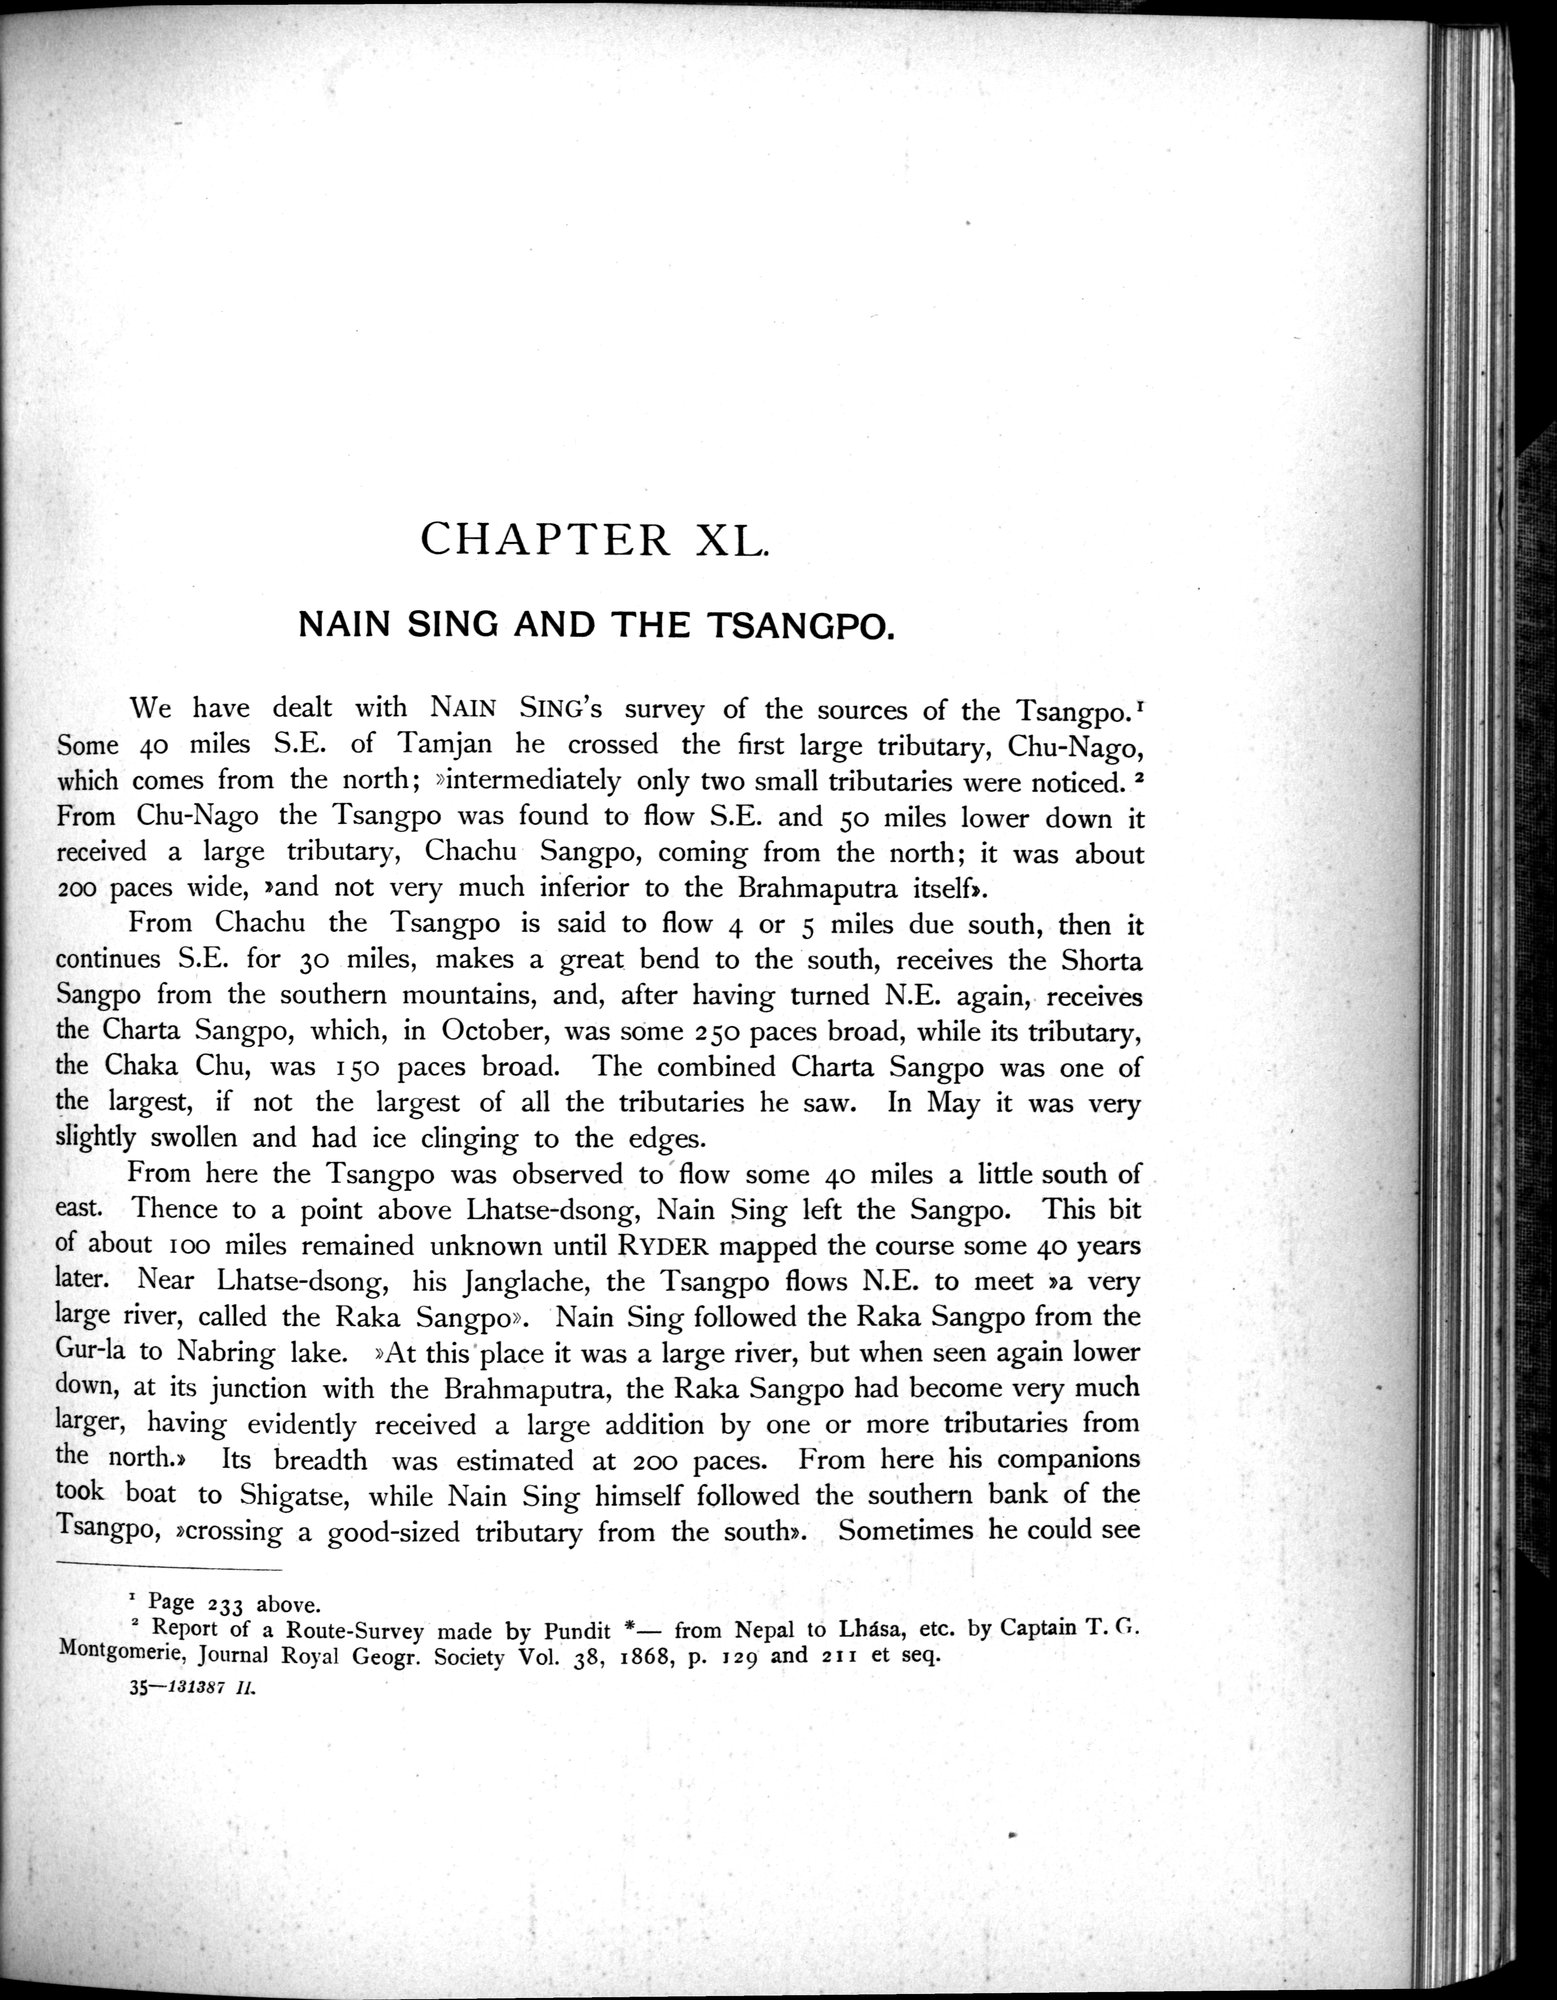 CHAPTER XL.
NAIN SING AND THE TSANGPO.
We have dealt with NAIN SING's survey of the sources of the Tsangpo.¹
Some 40 miles S.E. of Tamjan he crossed the first large tributary, Chu-Nago,
which comes from the north; »intermediately only two small tributaries were noticed. ²
From Chu-Nago the Tsangpo was found to flow S.E. and 50 miles lower down it
received a large tributary, Chachu Sangpo, coming from the north; it was about
200 paces wide, »and not very much inferior to the Brahmaputra itself».
From Chachu the Tsangpo is said to flow 4 or 5 miles due south, then it
continues S.E. for 30 miles, makes a great bend to the south, receives the Shorta
Sangpo from the southern mountains, and, after having turned N.E. again, receives
the Charta Sangpo, which, in October, was some 250 paces broad, while its tributary,
the Chaka Chu, was 150 paces broad. The combined Charta Sangpo was one of
the largest, if not the largest of all the tributaries he saw. In May it was very
slightly swollen and had ice clinging to the edges.
From here the Tsangpo was observed to flow some 40 miles a little south of
east. Thence to a point above Lhatse-dsong, Nain Sing left the Sangpo. This bit
of about 100 miles remained unknown until RYDER mapped the course some 40 years
later. Near Lhatse-dsong, his Janglache, the Tsangpo flows N.E. to meet »a very
large river, called the Raka Sangpo». Nain Sing followed the Raka Sangpo from the
Gur-la to Nabring lake. »At this place it was a large river, but when seen again lower
down, at its junction with the Brahmaputra, the Raka Sangpo had become very much
larger, having evidently received a large addition by one or more tributaries from
the north.» Its breadth was estimated at 200 paces. From here his companions
took boat to Shigatse, while Nain Sing himself followed the southern bank of the
Tsangpo, »crossing a good-sized tributary from the south». Sometimes he could see
¹ Page 233 above.
² Report of a Route-Survey made by Pundit *— from Nepal to Lhása, etc. by Captain T. G.
Montgomerie, Journal Royal Geogr. Society Vol. 38, 1868, p. 129 and 211 et seq.
35—131387 II.